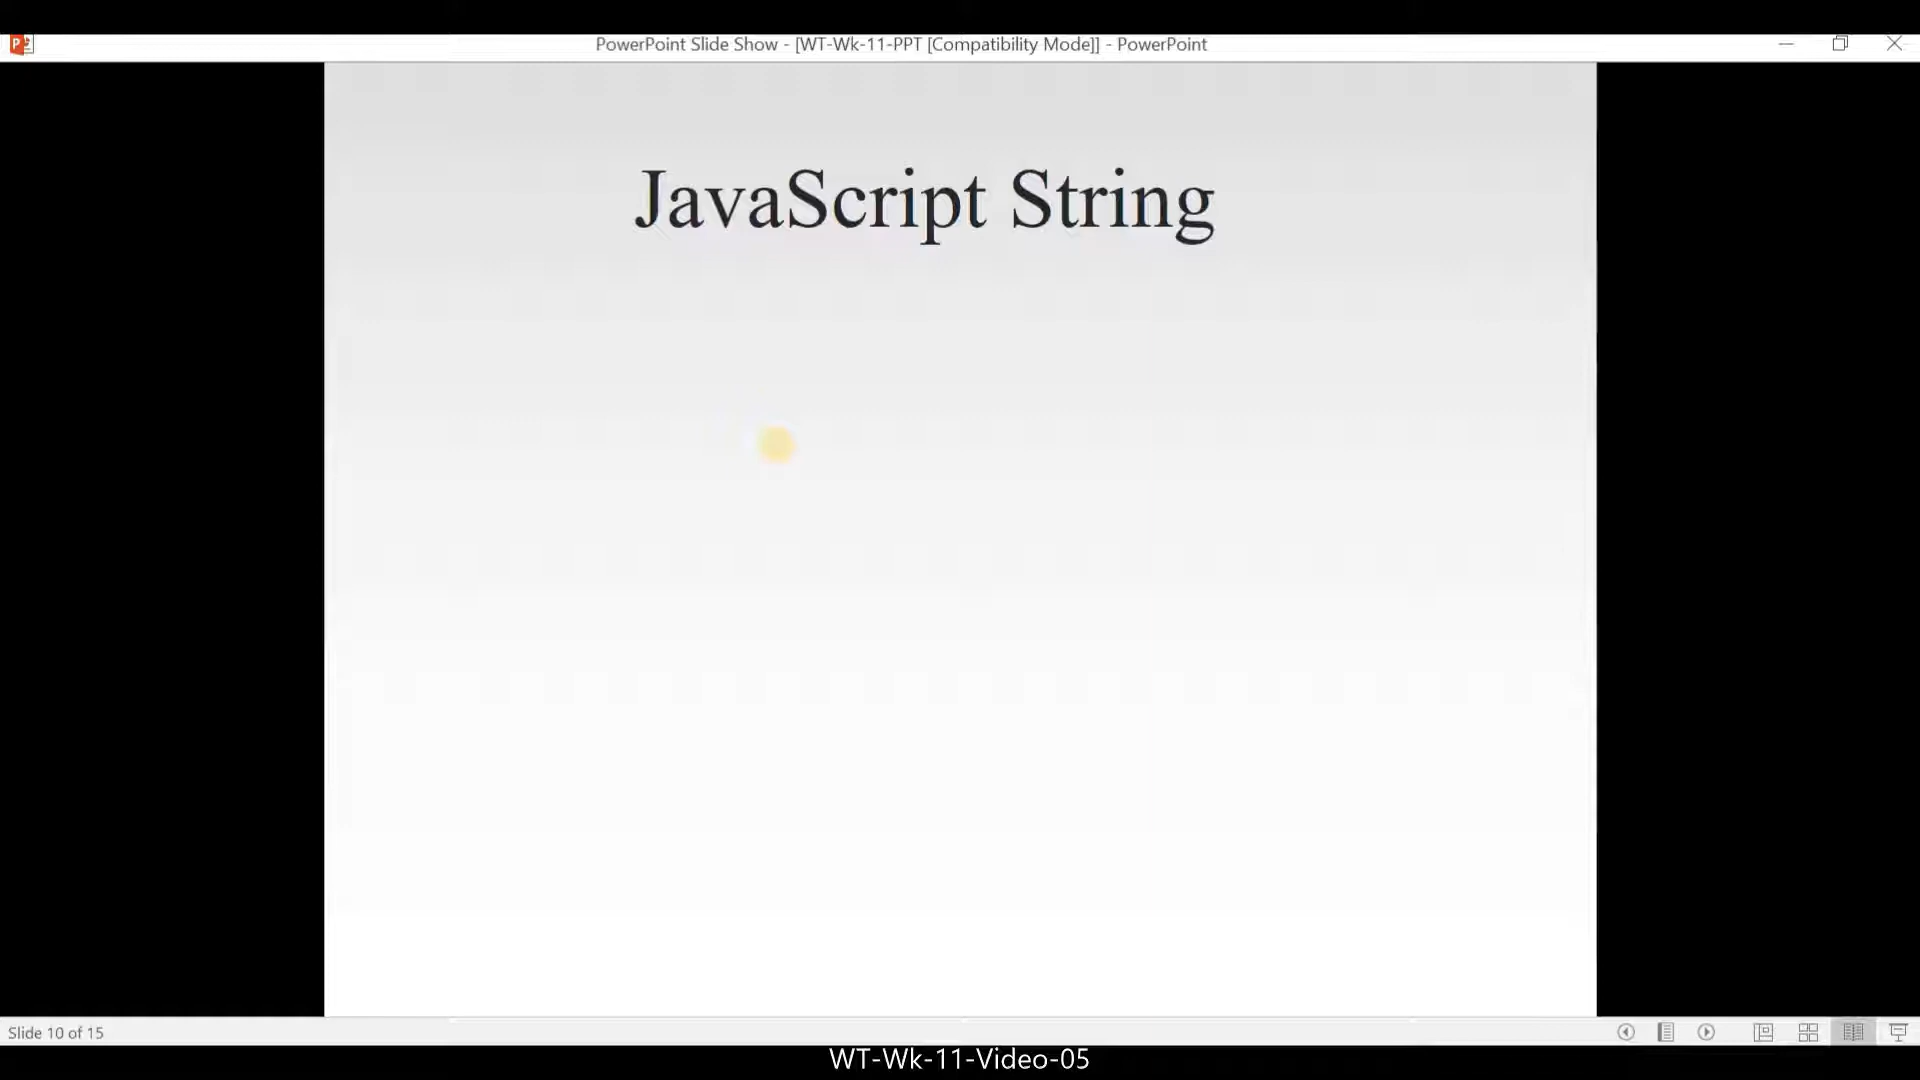 PowerPoint Slide Show - [WT-Wk-11-PPT [Compatibility Mode]] - PowerPoint
JavaScript String
Slide 10 of 15
WT-Wk-11-Video-05